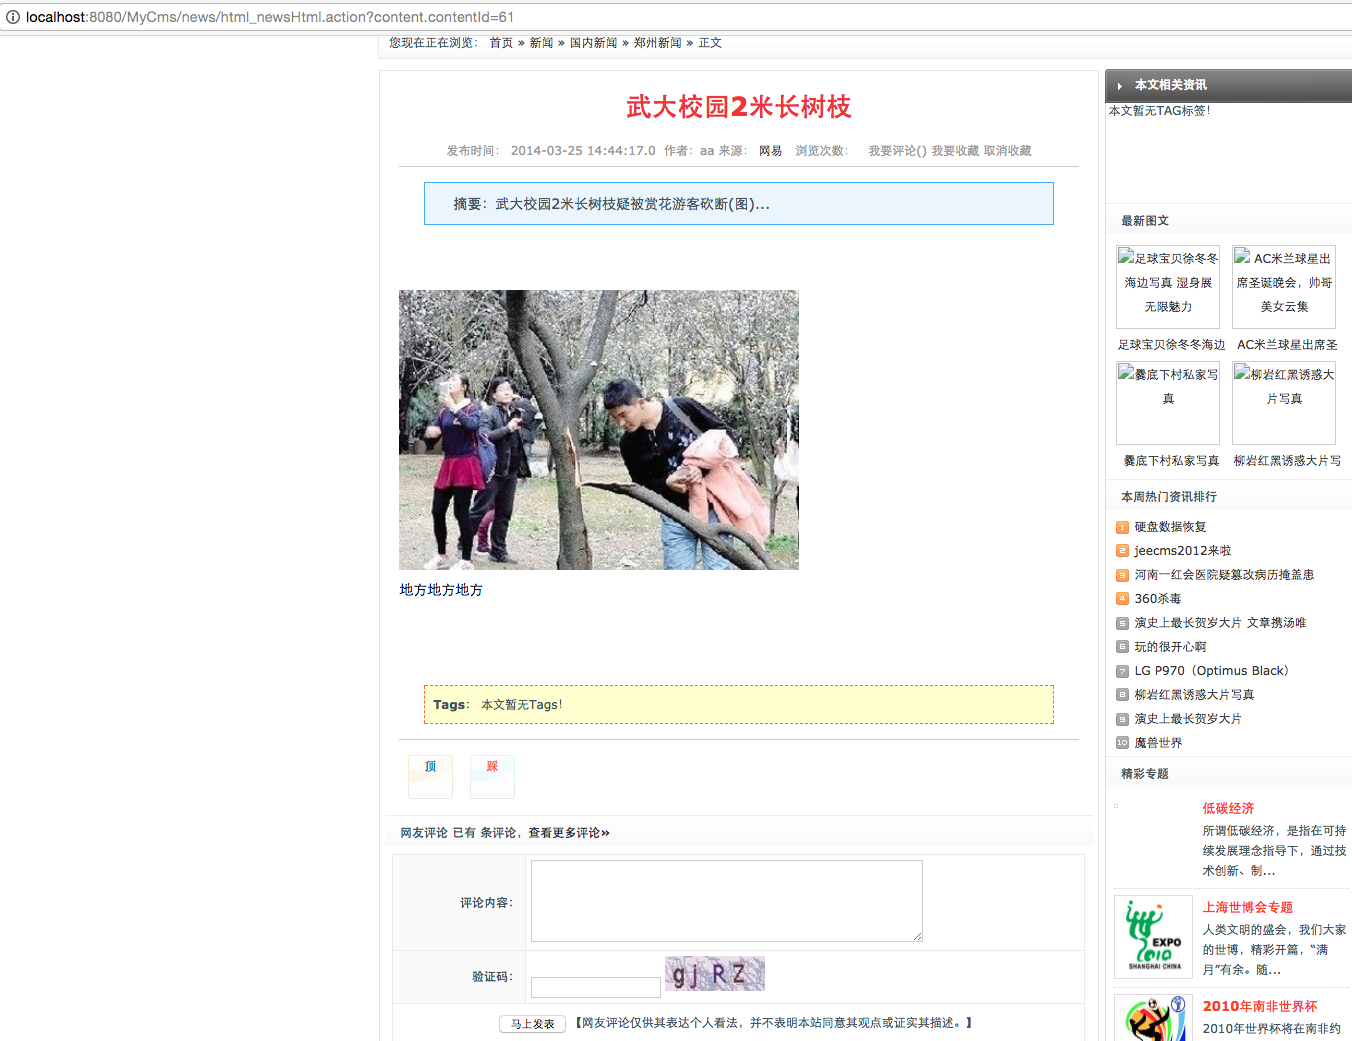 localhost:8080/MyCms/news/html_newsHtml.action?content.contentId=61
您现在正在浏览： 首页 » 新闻 » 国内新闻 » 郑州新闻 » 正文
武大校园2米长树枝
发布时间： 2014-03-25 14:44:17.0 作者：aa 来源： 网易 浏览次数： 我要评论() 我要收藏 取消收藏
摘要：武大校园2米长树枝疑被赏花游客砍断(图)...
地方地方地方
Tags： 本文暂无Tags!
顶 踩
网友评论 已有 条评论，查看更多评论»
评论内容：
验证码：
gjRZ
马上发表 【网友评论仅供其表达个人看法，并不表明本站同意其观点或证实其描述。】
本文相关资讯
本文暂无TAG标签!
最新图文
足球宝贝徐冬冬
海边写真 湿身展
无限魅力
AC米兰球星出
席圣诞晚会，帅哥
美女云集
足球宝贝徐冬冬海边
AC米兰球星出席圣
爨底下村私家写
真
柳岩红黑诱惑大
片写真
爨底下村私家写真
柳岩红黑诱惑大片写
本周热门资讯排行
1 硬盘数据恢复
2 jeecms2012来啦
3 河南一红会医院疑篡改病历掩盖患
4 360杀毒
5 演史上最长贺岁大片 文章携汤唯
6 玩的很开心啊
7 LG P970（Optimus Black）
8 柳岩红黑诱惑大片写真
9 演史上最长贺岁大片
10 魔兽世界
精彩专题
低碳经济
所谓低碳经济，是指在可持
续发展理念指导下，通过技
术创新、制...
EXPO
2010
SHANGHAI CHINA
上海世博会专题
人类文明的盛会，我们大家
的世博，精彩开篇，“满
月”有余。随...
2010年南非世界杯
2010年世界杯将在南非约